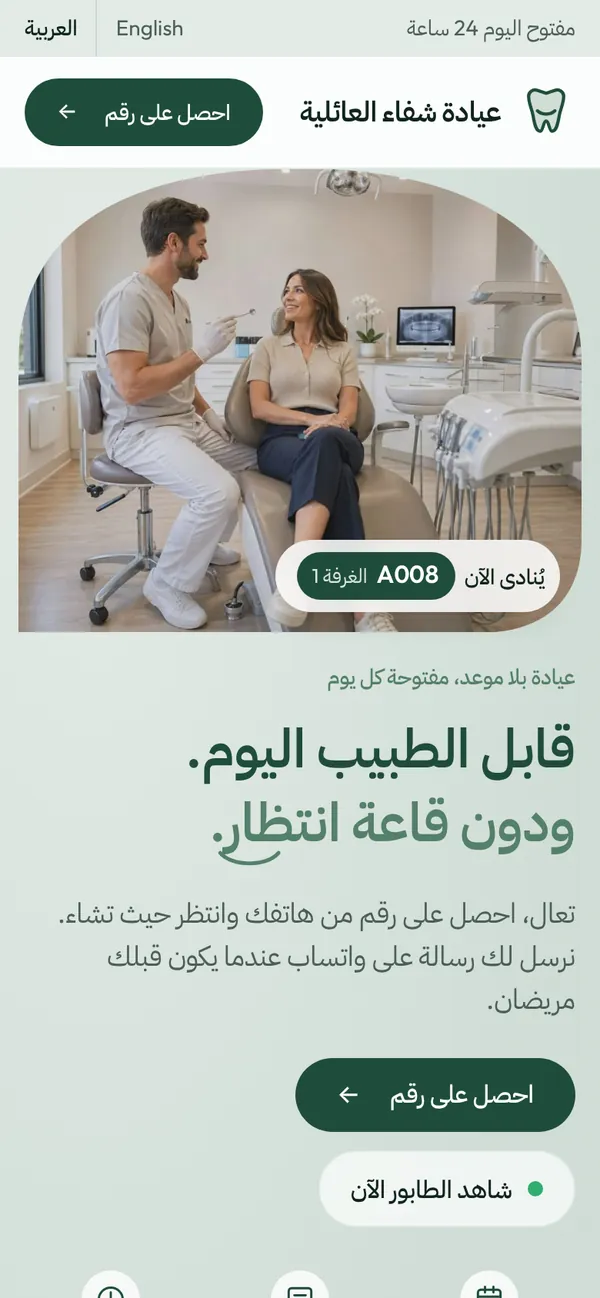 مفتوح اليوم 24 ساعة
English
العربية
عيادة شفاء العائلية
احصل على رقم ←
يُنادى الآن A008 الغرفة 1
عيادة بلا موعد، مفتوحة كل يوم
قابل الطبيب اليوم.
ودون قاعة انتظار.
تعال، احصل على رقم من هاتفك وانتظر حيث تشاء.
نرسل لك رسالة على واتساب عندما يكون قبلك
مريضان.
احصل على رقم ←
شاهد الطابور الآن